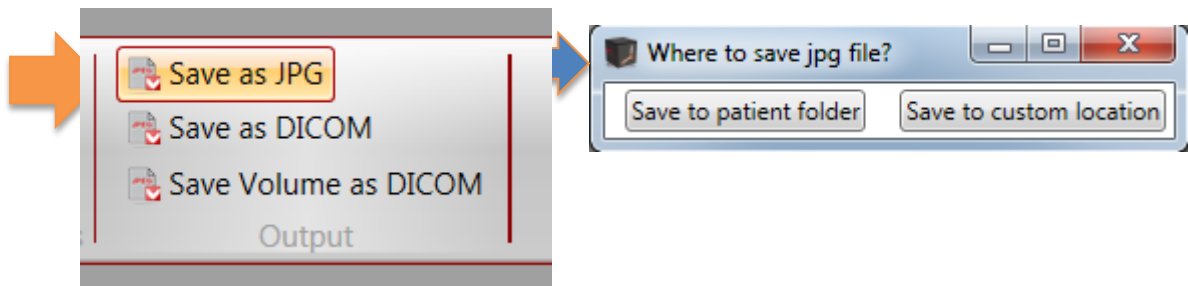 Save as JPG
Save as DICOM
Save Volume as DICOM
Output
Where to save jpg file?
Save to patient folder
Save to custom location